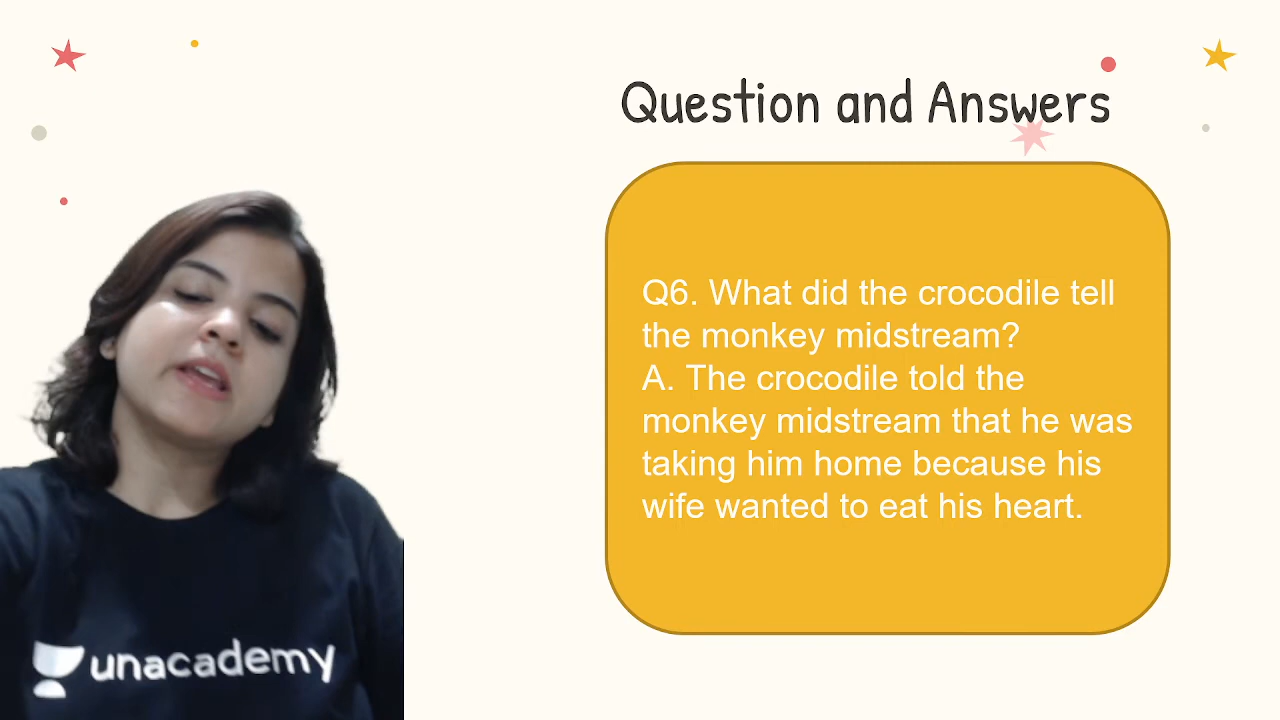 Question and Answers
Q6. What did the crocodile tell
the monkey midstream?
A. The crocodile told the
monkey midstream that he was
taking him home because his
wife wanted to eat his heart.
unacademy